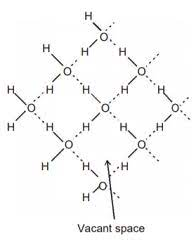 H
O
H H H
O O
H H H H H
O O O
H H H H H
O O
H H H
H O
H
Vacant space